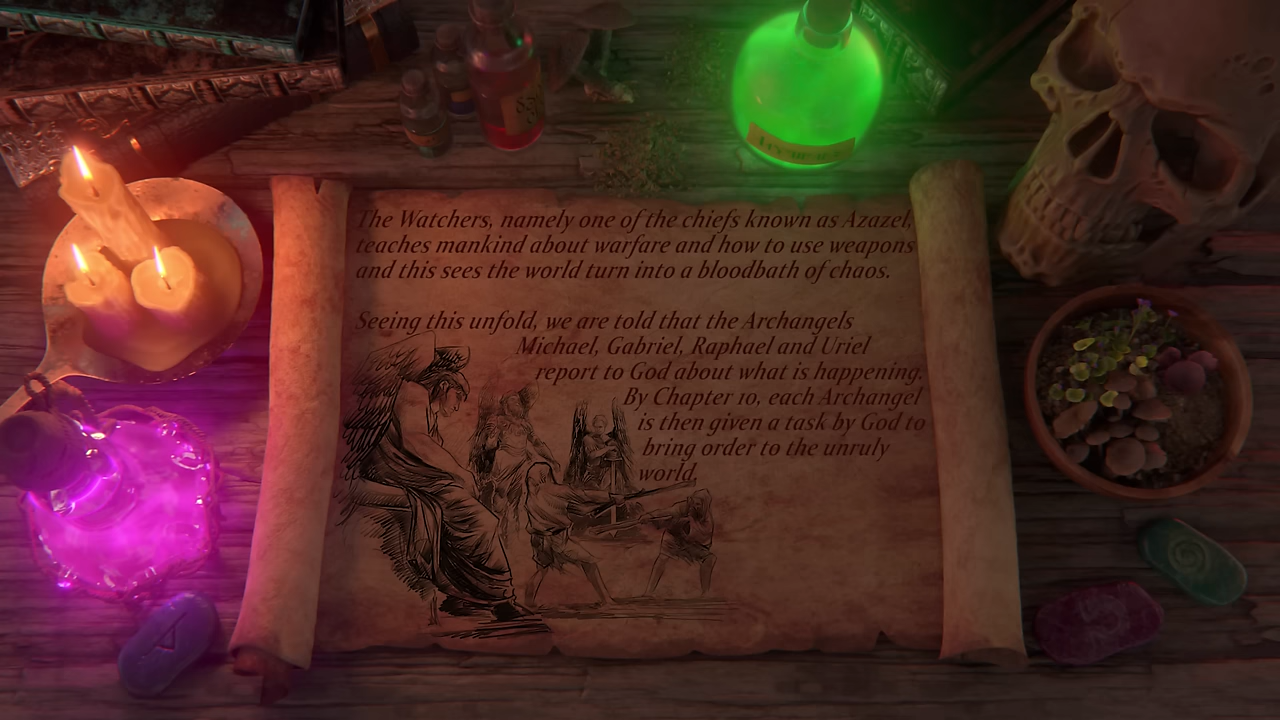 The Watchers, namely one of the chiefs known as Azazel,
teaches mankind about warfare and how to use weapons
and this sees the world turn into a bloodbath of chaos.
Seeing this unfold, we are told that the Archangels
Michael, Gabriel, Raphael and Uriel
report to God about what is happening.
By Chapter 10, each Archangel
is then given a task by God to
bring order to the unruly
world.